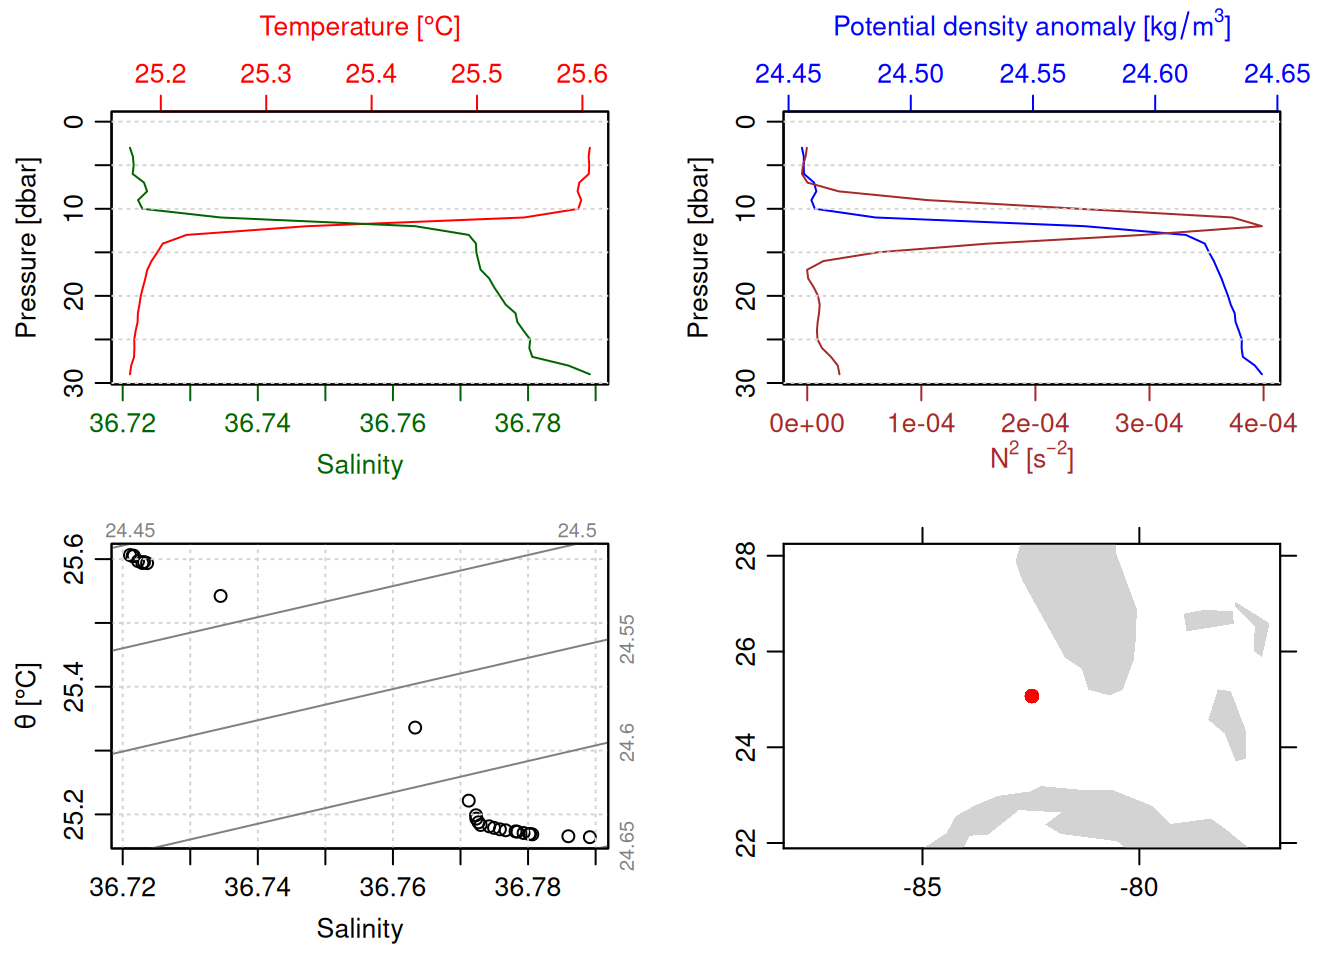 Temperature [°C]
25.2 25.3 25.4 25.5 25.6
Pressure [dbar]
0
10
20
30
36.72 36.74 36.76 36.78
Salinity
Potential density anomaly [kg/m³]
24.45 24.50 24.55 24.60 24.65
Pressure [dbar]
0
10
20
30
0e+00 1e-04 2e-04 3e-04 4e-04
N² [s⁻²]
24.45 24.5
θ [°C]
25.6
25.4
25.2
24.55
24.6
24.65
36.72 36.74 36.76 36.78
Salinity
28
26
24
22
-85 -80